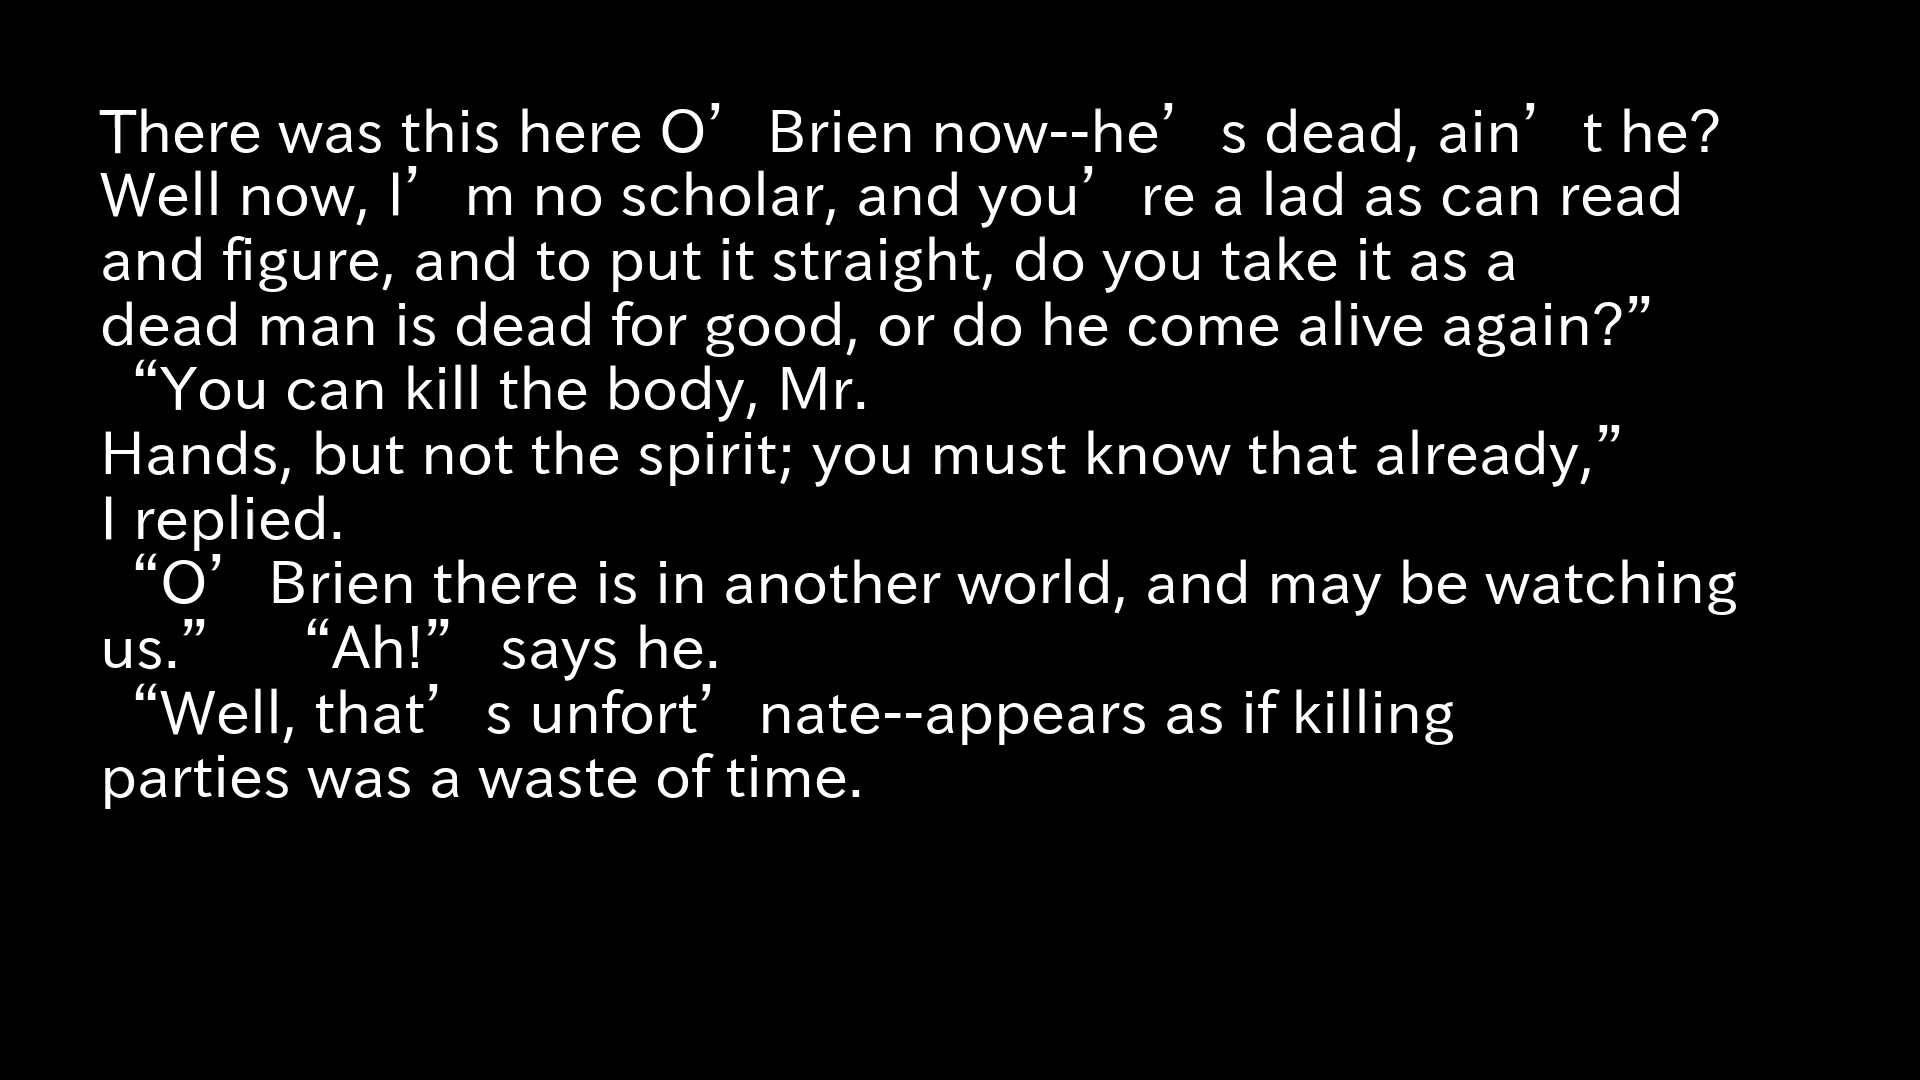 There was this here O’Brien now--he’s dead, ain’t he?
Well now, I’m no scholar, and you’re a lad as can read
and figure, and to put it straight, do you take it as a
dead man is dead for good, or do he come alive again?”
“You can kill the body, Mr.
Hands, but not the spirit; you must know that already,”
I replied.
“O’Brien there is in another world, and may be watching
us.” “Ah!” says he.
“Well, that’s unfort’nate--appears as if killing
parties was a waste of time.